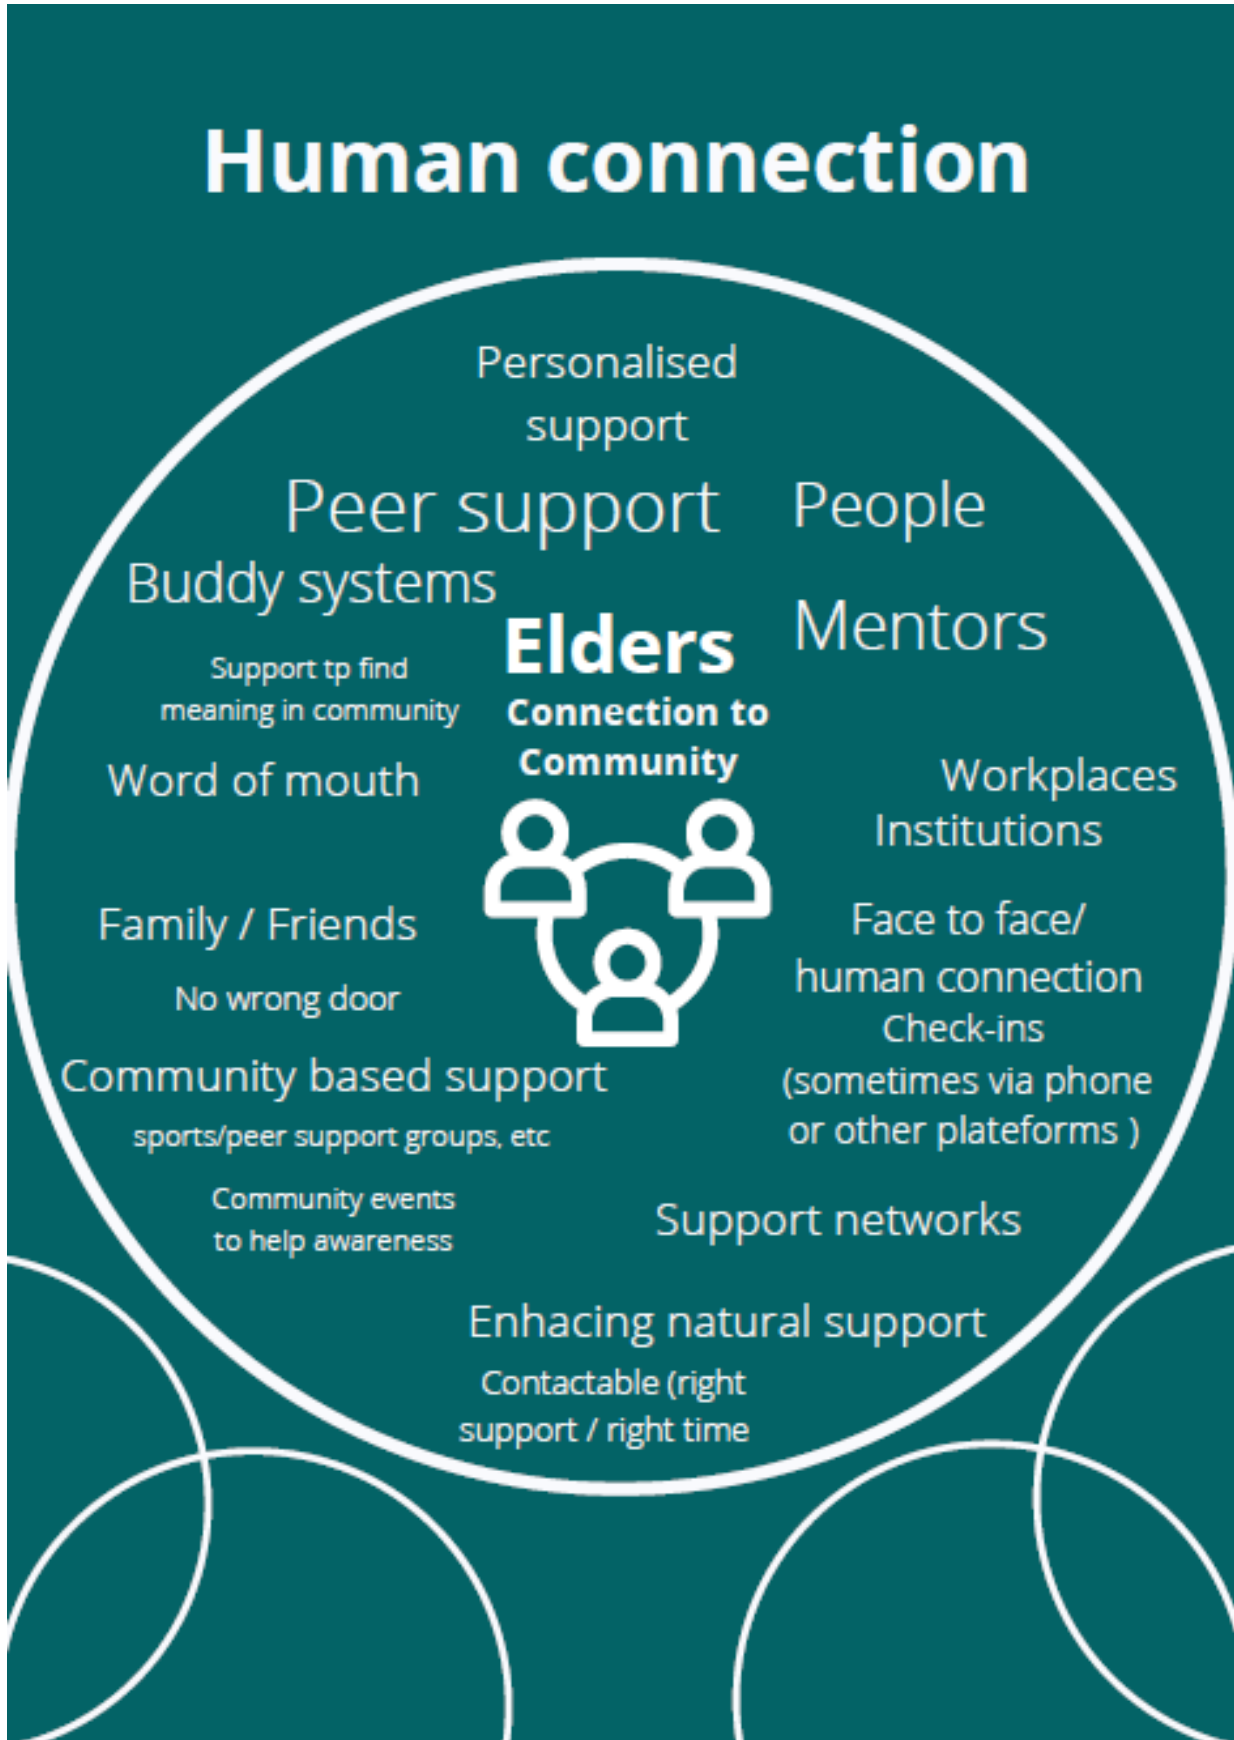 Human connection
Personalised
support
Peer support
People
Buddy systems
Elders
Mentors
Support tp find
meaning in community
Connection to
Community
Word of mouth
Workplaces
Institutions
Family / Friends
Face to face/
human connection
No wrong door
Check-ins
(sometimes via phone
or other plateforms )
Community based support
sports/peer support groups, etc
Community events
to help awareness
Support networks
Enhacing natural support
Contactable (right
support / right time